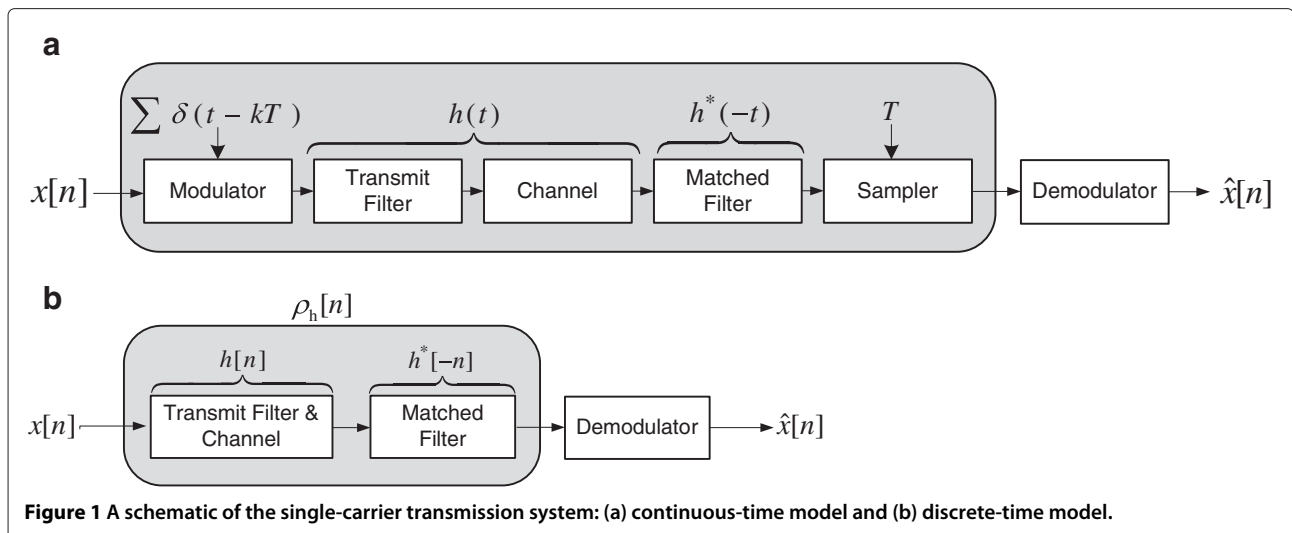 a
∑ δ(t − kT)
h(t)
h*(−t)
T
x[n]
Modulator
Transmit
Filter
Channel
Matched
Filter
Sampler
Demodulator
x̂[n]
b
ρh[n]
h[n]
h*[−n]
x[n]
Transmit Filter &
Channel
Matched
Filter
Demodulator
x̂[n]
Figure 1 A schematic of the single-carrier transmission system: (a) continuous-time model and (b) discrete-time model.